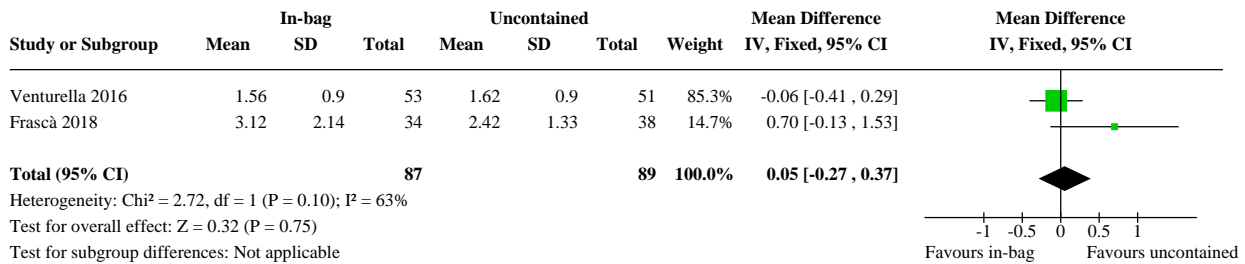 In-bag Uncontained Mean Difference Mean Difference
Study or Subgroup Mean SD Total Mean SD Total Weight IV, Fixed, 95% CI IV, Fixed, 95% CI
Venturella 2016 1.56 0.9 53 1.62 0.9 51 85.3% -0.06 [-0.41 , 0.29]
Frascà 2018 3.12 2.14 34 2.42 1.33 38 14.7% 0.70 [-0.13 , 1.53]
Total (95% CI) 87 89 100.0% 0.05 [-0.27 , 0.37]
Heterogeneity: Chi² = 2.72, df = 1 (P = 0.10); I² = 63%
Test for overall effect: Z = 0.32 (P = 0.75) -1 -0.5 0 0.5 1
Test for subgroup differences: Not applicable Favours in-bag Favours uncontained